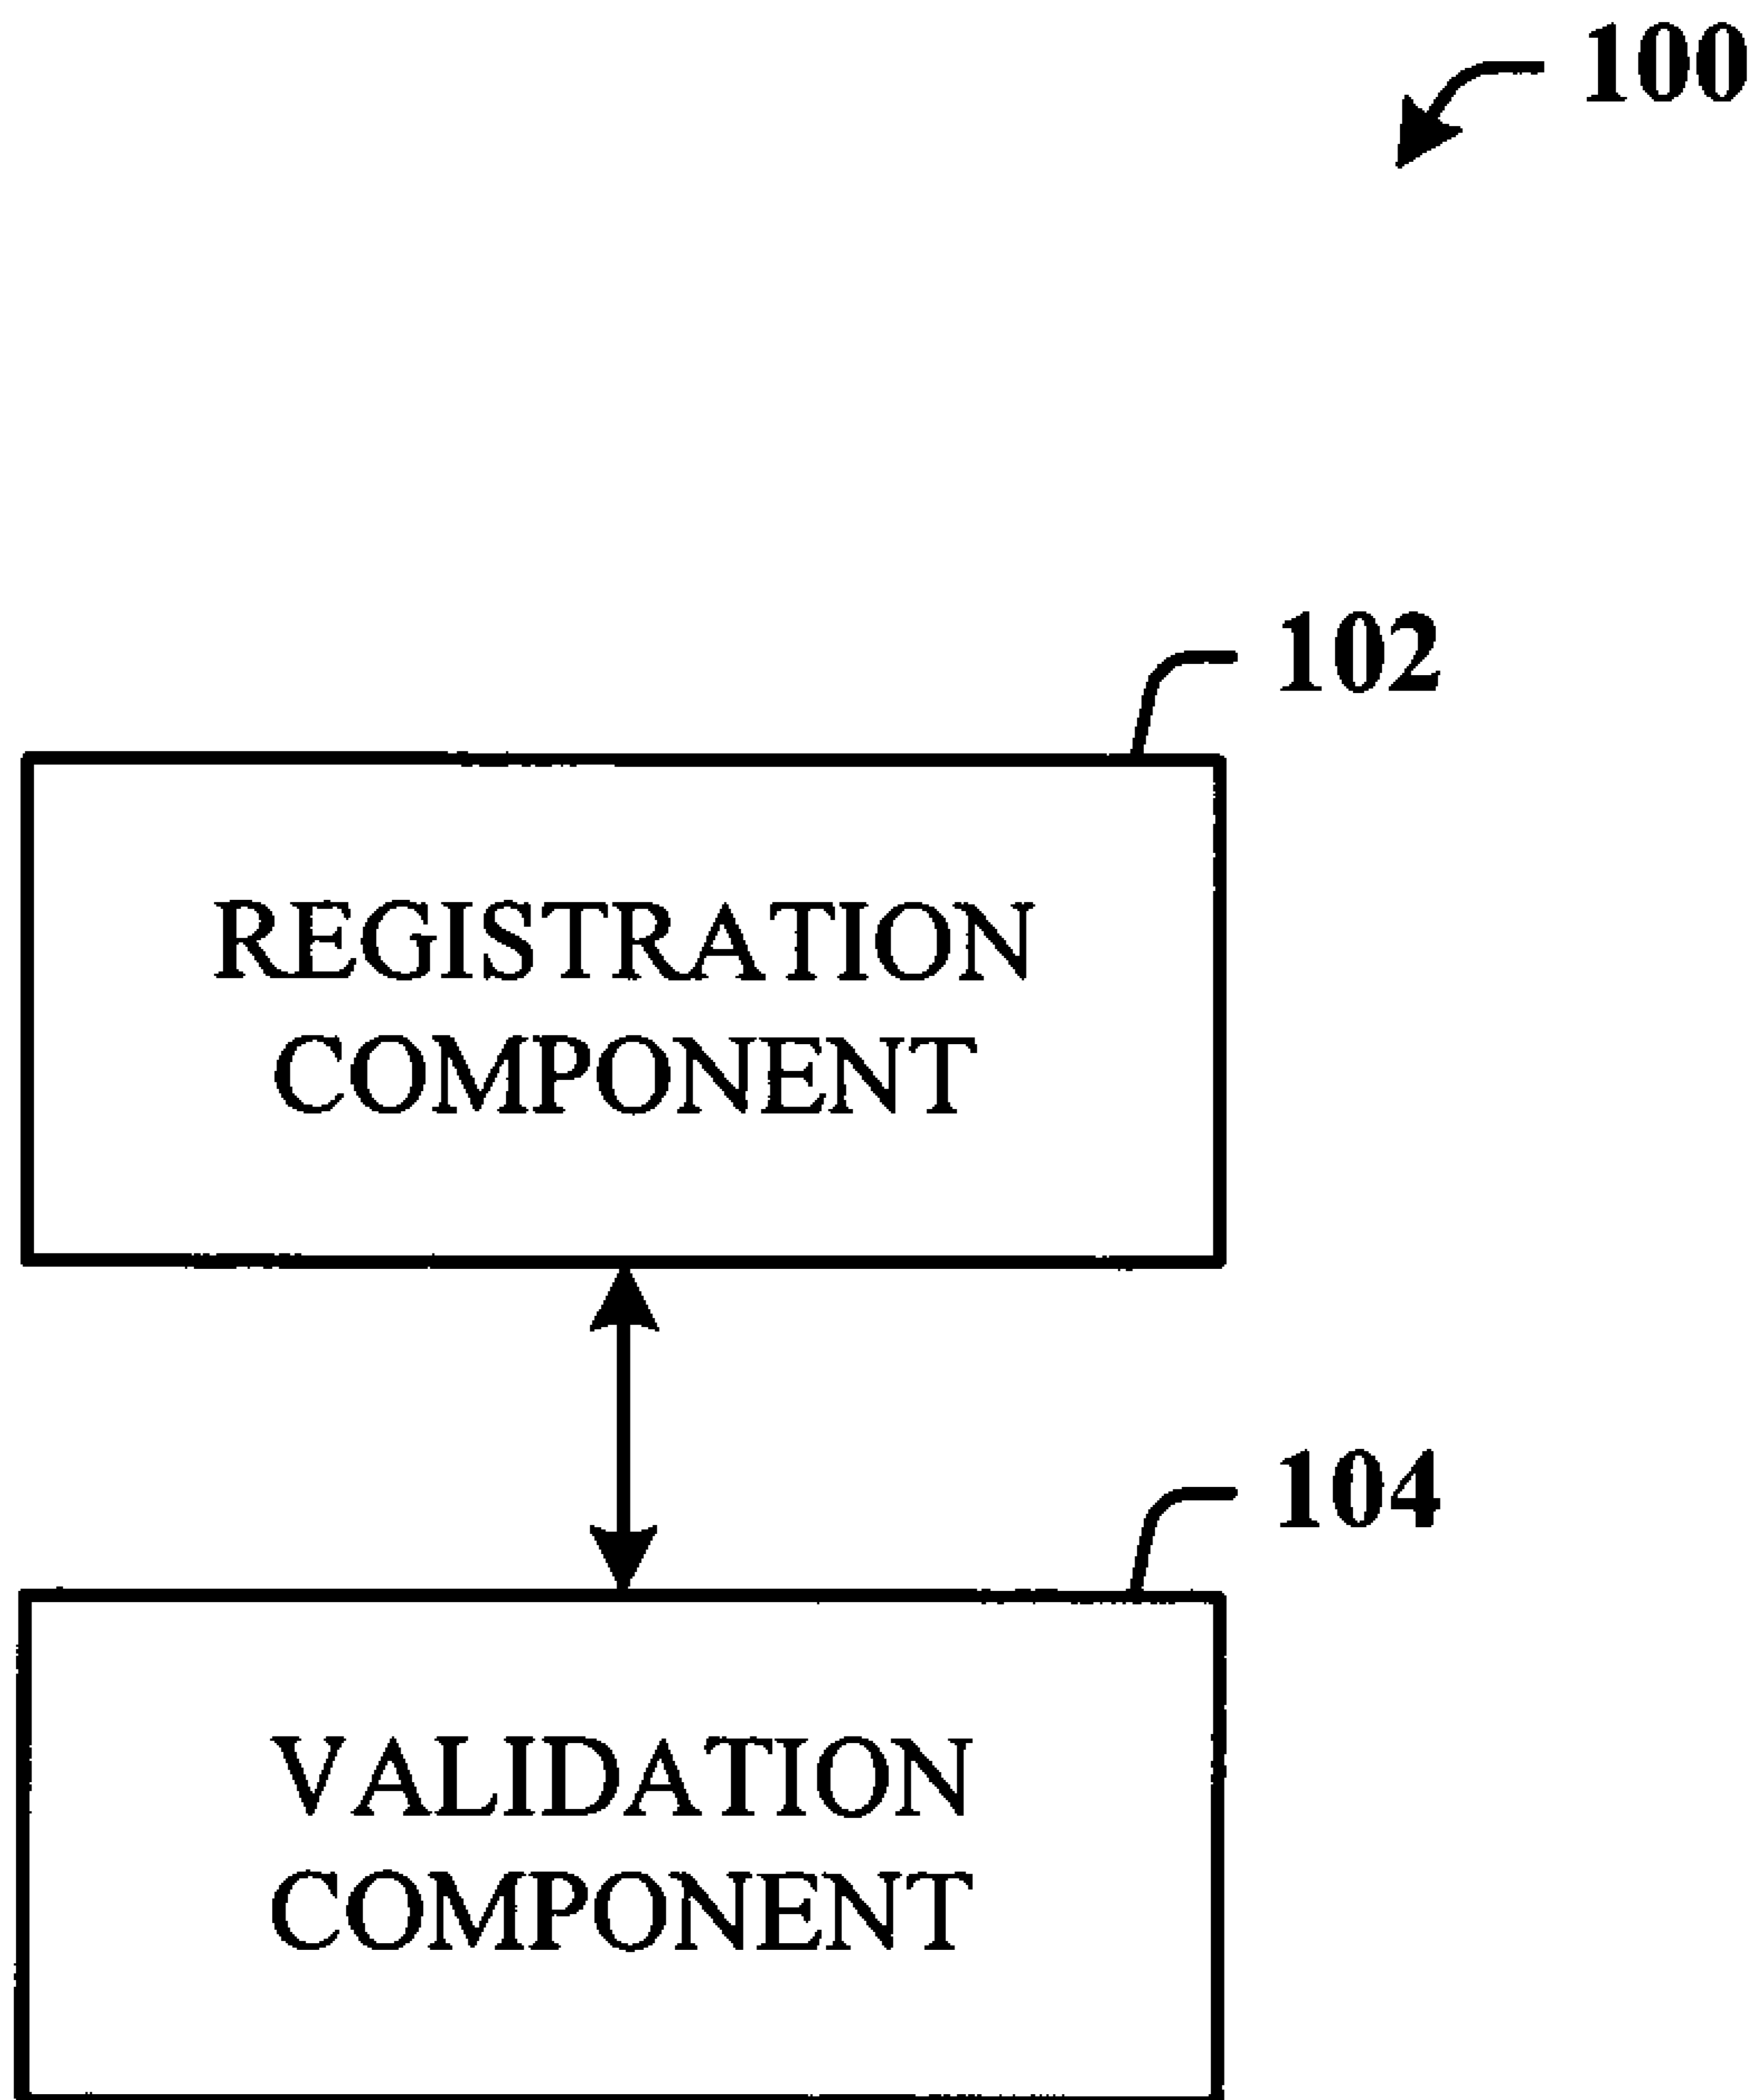 100
102
REGISTRATION
COMPONENT
104
VALIDATION
COMPONENT